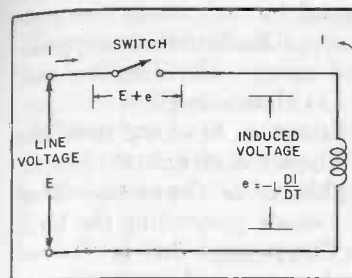 I
SWITCH
I
E + e
LINE
VOLTAGE
E
INDUCED
VOLTAGE
e = -L DI/DT